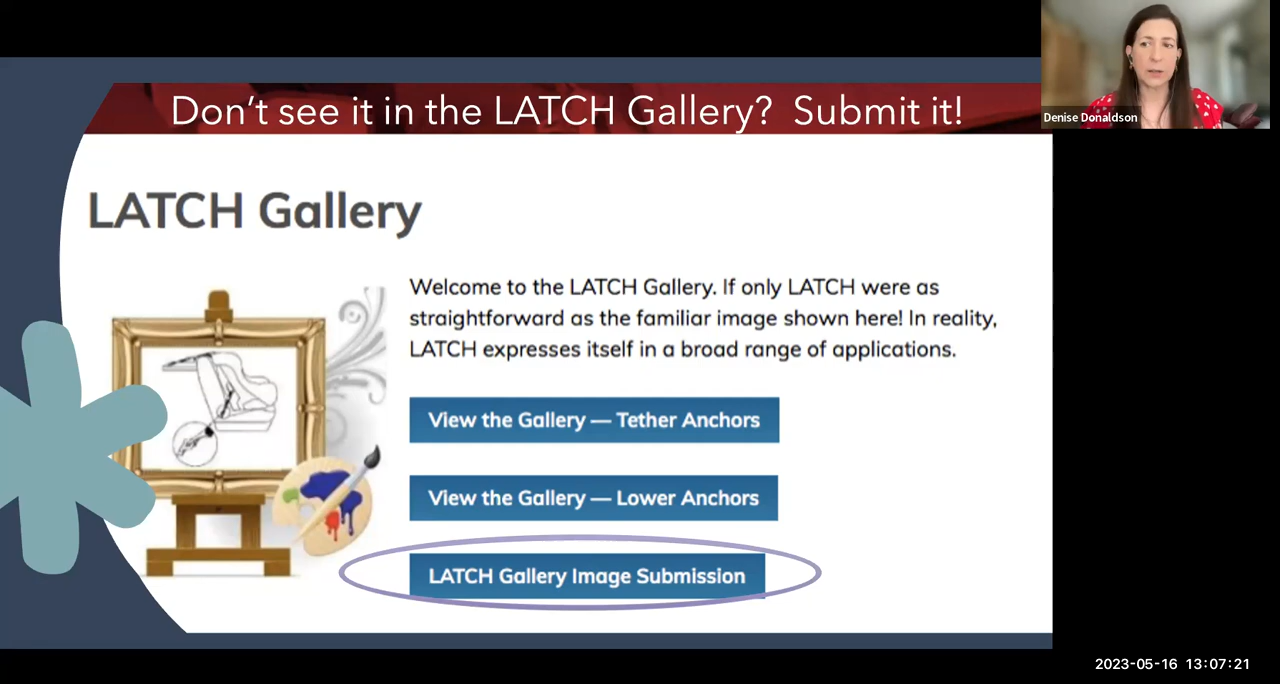 Don't see it in the LATCH Gallery? Submit it!
Denise Donaldson
LATCH Gallery
Welcome to the LATCH Gallery. If only LATCH were as
straightforward as the familiar image shown here! In reality,
LATCH expresses itself in a broad range of applications.
View the Gallery — Tether Anchors
View the Gallery — Lower Anchors
LATCH Gallery Image Submission
2023-05-16 13:07:21